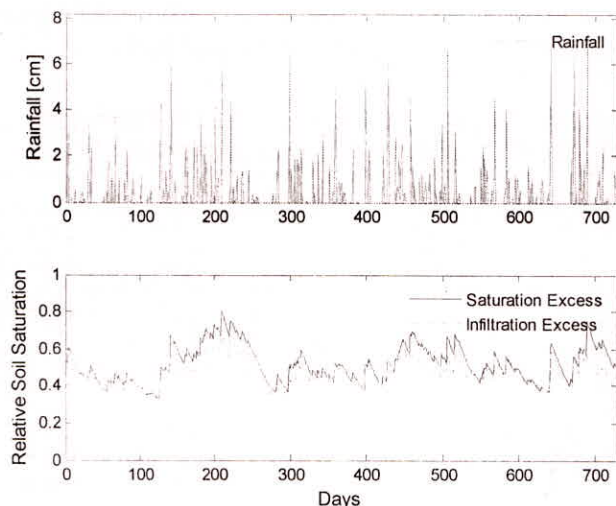 8
6
4
2
0
Rainfall [cm]
Rainfall
0 100 200 300 400 500 600 700
1
0.8
0.6
0.4
0.2
0
Relative Soil Saturation
Saturation Excess
Infiltration Excess
0 100 200 300 400 500 600 700
Days